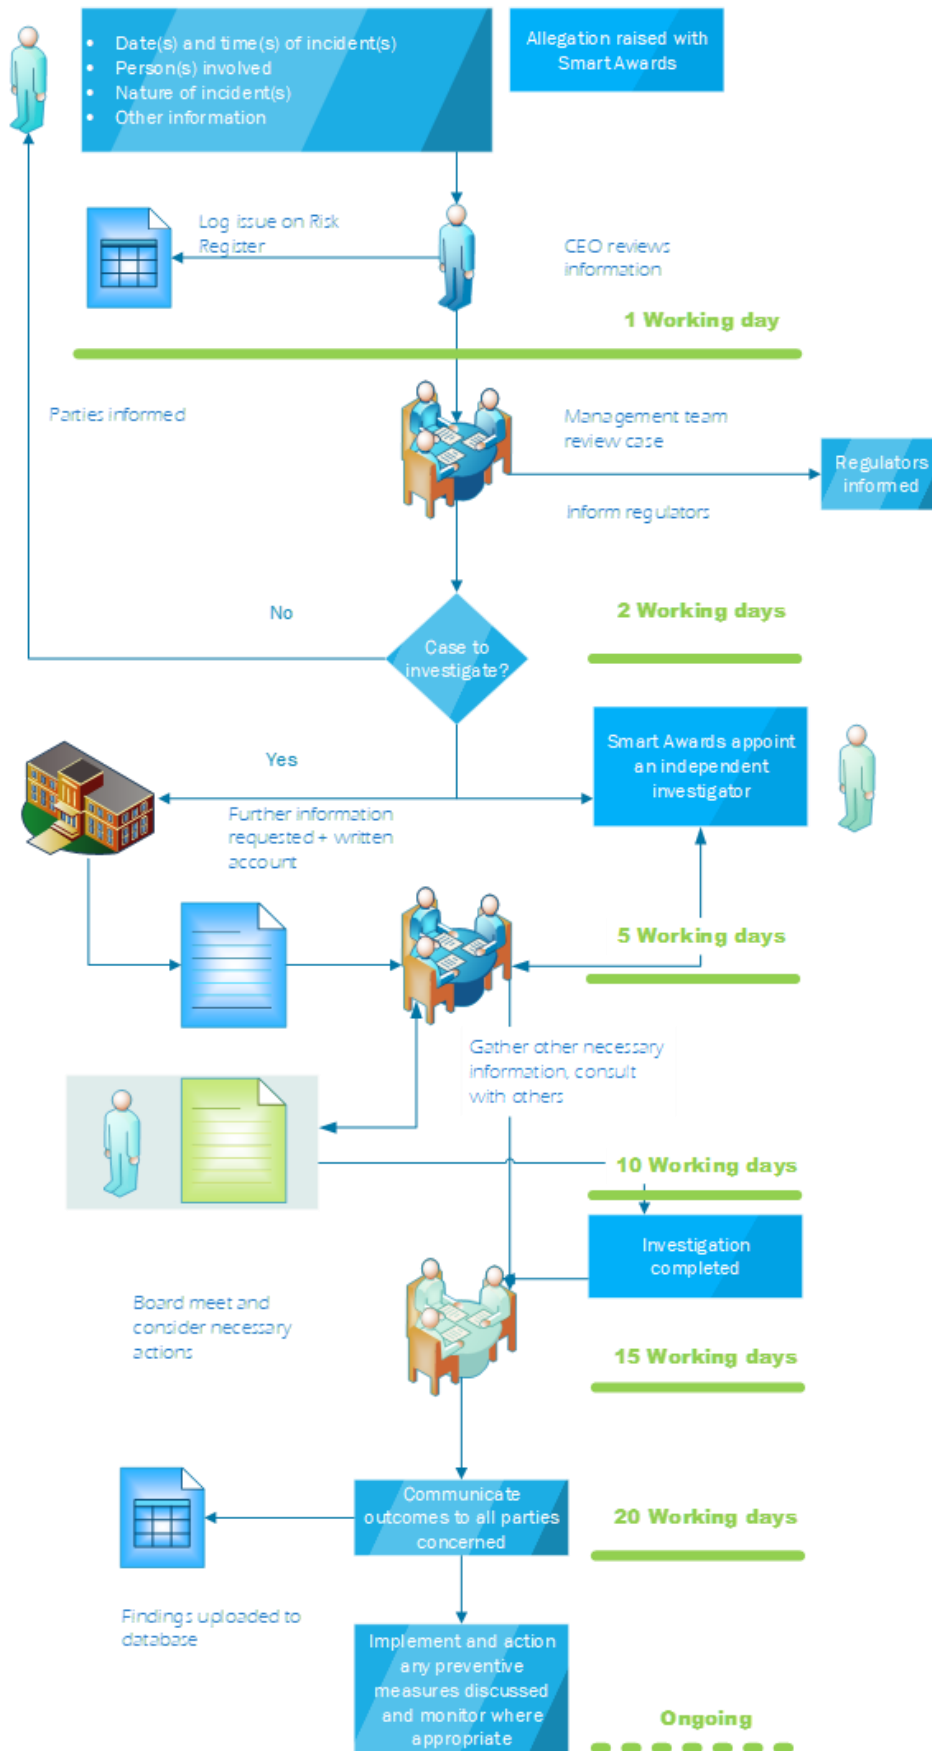 • Date(s) and time(s) of incident(s)
• Person(s) involved
• Nature of incident(s)
• Other information
Allegation raised with
Smart Awards
Log issue on Risk
Register
CEO reviews
information
1 Working day
Parties informed
Management team
review case
Regulators
informed
Inform regulators
No
2 Working days
Case to
investigate?
Smart Awards appoint
an independent
investigator
Yes
Further information
requested + written
account
5 Working days
Gather other necessary
information, consult
with others
10 Working days
Investigation
completed
Board meet and
consider necessary
actions
15 Working days
Communicate
outcomes to all parties
concerned
20 Working days
Findings uploaded to
database
Implement and action
any preventive
measures discussed
and monitor where
appropriate
Ongoing